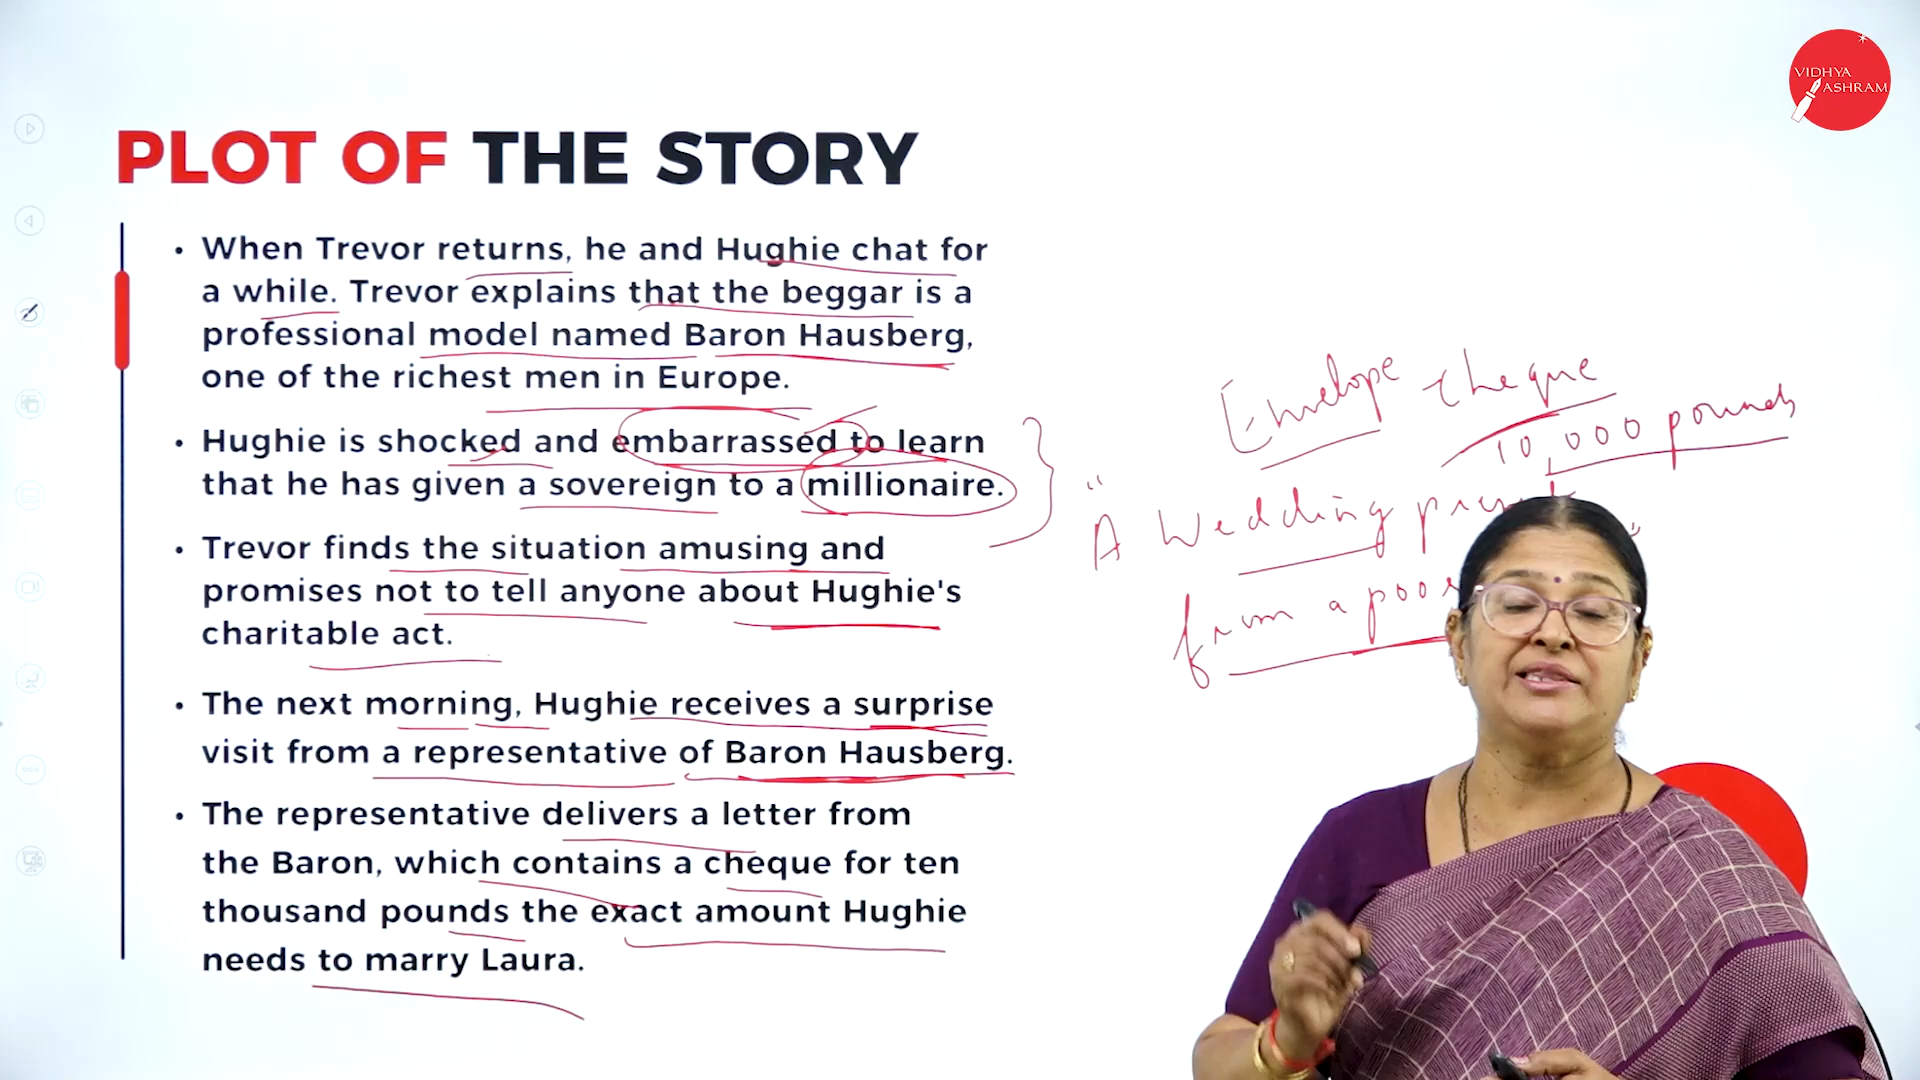 VIDHYA
ASHRAM
PLOT OF THE STORY
• When Trevor returns, he and Hughie chat for
a while. Trevor explains that the beggar is a
professional model named Baron Hausberg,
one of the richest men in Europe.
• Hughie is shocked and embarrassed to learn
that he has given a sovereign to a millionaire.
• Trevor finds the situation amusing and
promises not to tell anyone about Hughie's
charitable act.
• The next morning, Hughie receives a surprise
visit from a representative of Baron Hausberg.
• The representative delivers a letter from
the Baron, which contains a cheque for ten
thousand pounds the exact amount Hughie
needs to marry Laura.
Envelope cheque
10,000 pounds
"A Wedding
from a poor